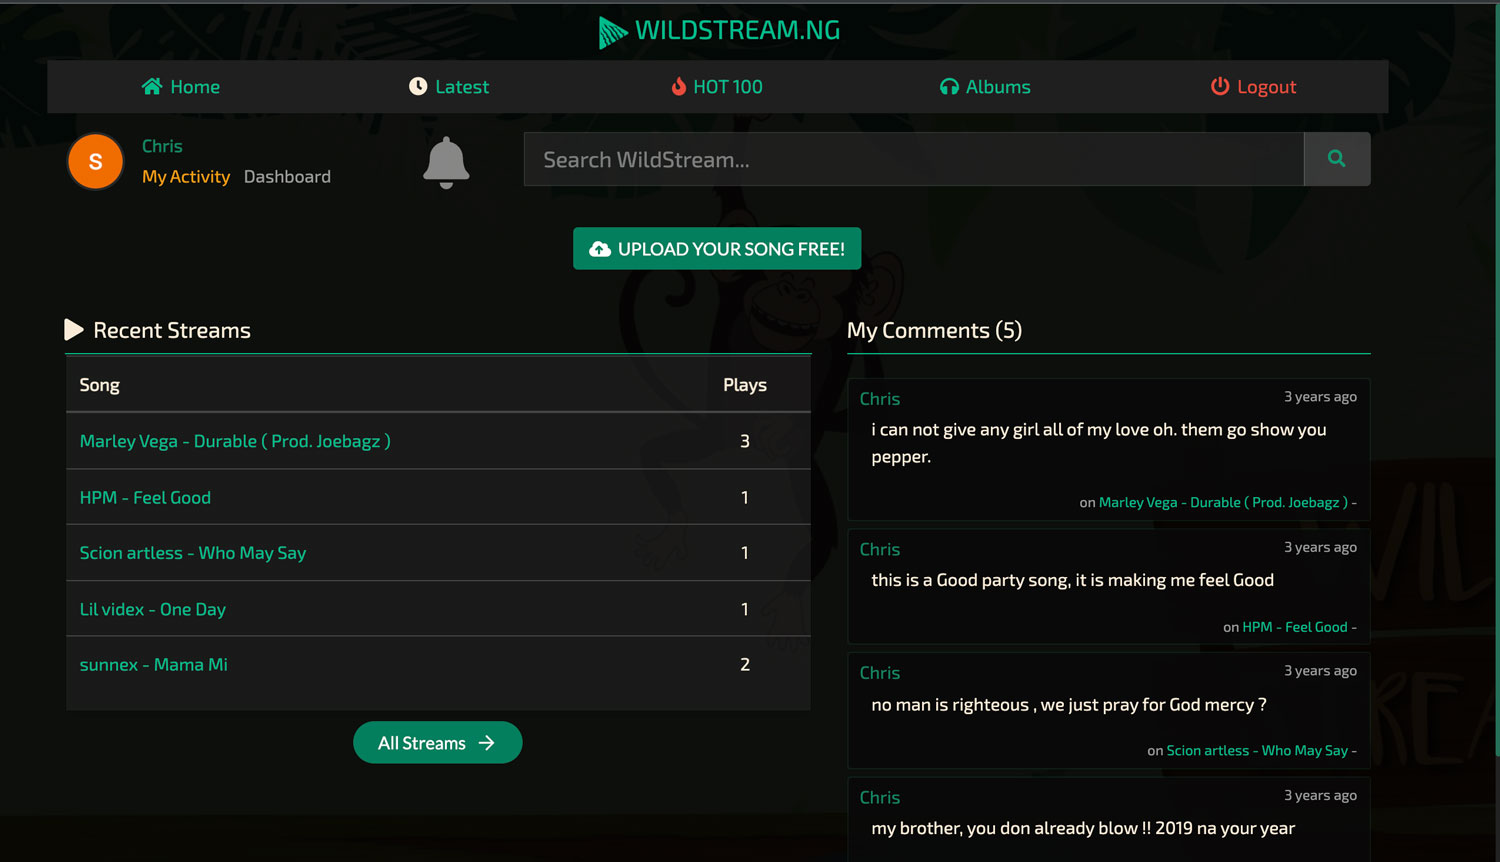 WILDSTREAM.NG
Home
Latest
HOT 100
Albums
Logout
S
Chris
My Activity
Dashboard
Search WildStream...
UPLOAD YOUR SONG FREE!
Recent Streams
Song Plays
Marley Vega - Durable ( Prod. Joebagz ) 3
HPM - Feel Good 1
Scion artless - Who May Say 1
Lil videx - One Day 1
sunnex - Mama Mi 2
All Streams
My Comments (5)
Chris 3 years ago
i can not give any girl all of my love oh. them go show you
pepper.
on Marley Vega - Durable ( Prod. Joebagz ) -
Chris 3 years ago
this is a Good party song, it is making me feel Good
on HPM - Feel Good -
Chris 3 years ago
no man is righteous , we just pray for God mercy ?
on Scion artless - Who May Say -
Chris 3 years ago
my brother, you don already blow !! 2019 na your year